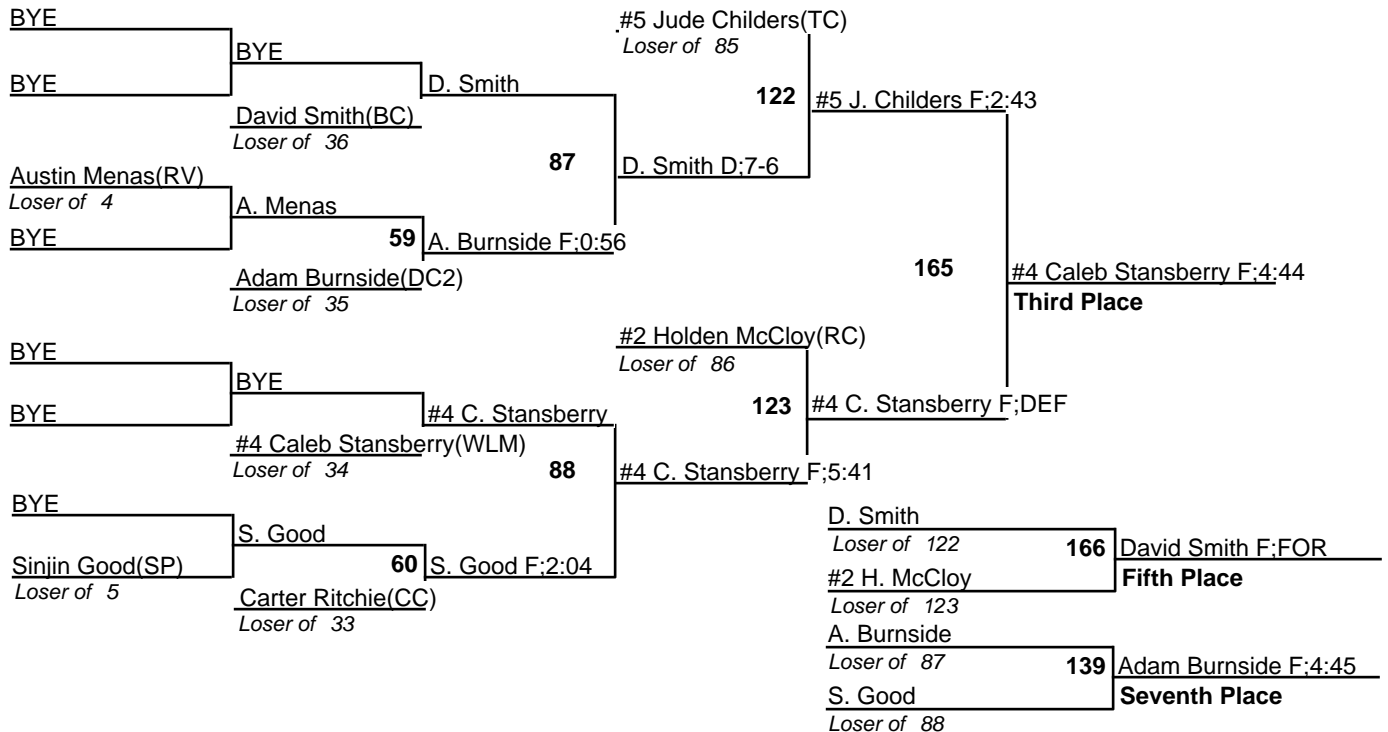 BYE
BYE
BYE
David Smith(BC)
Loser of 36
D. Smith
Austin Menas(RV)
Loser of 4
BYE
A. Menas
59
Adam Burnside(DC2)
Loser of 35
A. Burnside F;0:56
87
#5 Jude Childers(TC)
Loser of 85
D. Smith D;7-6
122
#5 J. Childers F;2:43
BYE
BYE
BYE
#4 Caleb Stansberry(WLM)
Loser of 34
#4 C. Stansberry
BYE
Sinjin Good(SP)
Loser of 5
S. Good
60
Carter Ritchie(CC)
Loser of 33
S. Good F;2:04
88
#2 Holden McCloy(RC)
Loser of 86
#4 C. Stansberry F;5:41
123
#4 C. Stansberry F;DEF
165
#4 Caleb Stansberry F;4:44
Third Place
D. Smith
Loser of 122
#2 H. McCloy
Loser of 123
166
David Smith F;FOR
Fifth Place
A. Burnside
Loser of 87
S. Good
Loser of 88
139
Adam Burnside F;4:45
Seventh Place